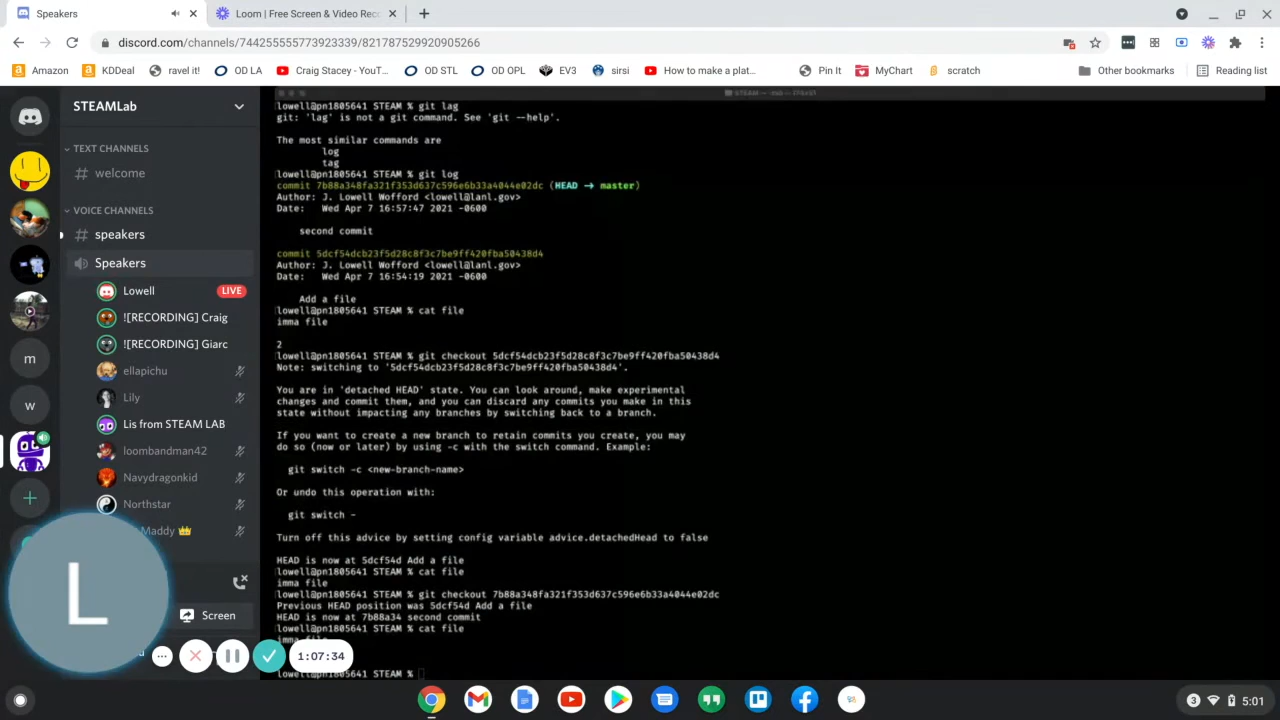 Speakers
Loom | Free Screen & Video Rec
discord.com/channels/744255555773923339/821787529920905266
Amazon
KDDeal
ravel it!
OD LA
Craig Stacey - YouT...
OD STL
OD OPL
EV3
sirsi
How to make a plat...
Pin It
MyChart
scratch
Other bookmarks
Reading list
STEAMLab
TEXT CHANNELS
# welcome
VOICE CHANNELS
# speakers
Speakers
Lowell
LIVE
![RECORDING] Craig
![RECORDING] Giarc
ellapichu
Lily
Lis from STEAM LAB
loombandman42
Navydragonkid
Northstar
Maddy
m
w
L
Screen
1:07:34
lowell@pn1805641 STEAM % git lag
git: 'lag' is not a git command. See 'git --help'.
The most similar commands are
log
tag
lowell@pn1805641 STEAM % git log
commit 7b88a348fa321f353d637c596e6b33a4044e02dc (HEAD → master)
Author: J. Lowell Wofford <lowell@lanl.gov>
Date: Wed Apr 7 16:57:47 2021 -0600
second commit
commit 5dcf54dcb23f5d28c8f3c7be9ff420fba50438d4
Author: J. Lowell Wofford <lowell@lanl.gov>
Date: Wed Apr 7 16:54:19 2021 -0600
Add a file
lowell@pn1805641 STEAM % cat file
imma file
2
lowell@pn1805641 STEAM % git checkout 5dcf54dcb23f5d28c8f3c7be9ff420fba50438d4
Note: switching to '5dcf54dcb23f5d28c8f3c7be9ff420fba50438d4'.
You are in 'detached HEAD' state. You can look around, make experimental
changes and commit them, and you can discard any commits you make in this
state without impacting any branches by switching back to a branch.
If you want to create a new branch to retain commits you create, you may
do so (now or later) by using -c with the switch command. Example:
git switch -c <new-branch-name>
Or undo this operation with:
git switch -
Turn off this advice by setting config variable advice.detachedHead to false
HEAD is now at 5dcf54d Add a file
lowell@pn1805641 STEAM % cat file
imma file
lowell@pn1805641 STEAM % git checkout 7b88a348fa321f353d637c596e6b33a4044e02dc
Previous HEAD position was 5dcf54d Add a file
HEAD is now at 7b88a34 second commit
lowell@pn1805641 STEAM % cat file
imma file
lowell@pn1805641 STEAM %
3
5:01